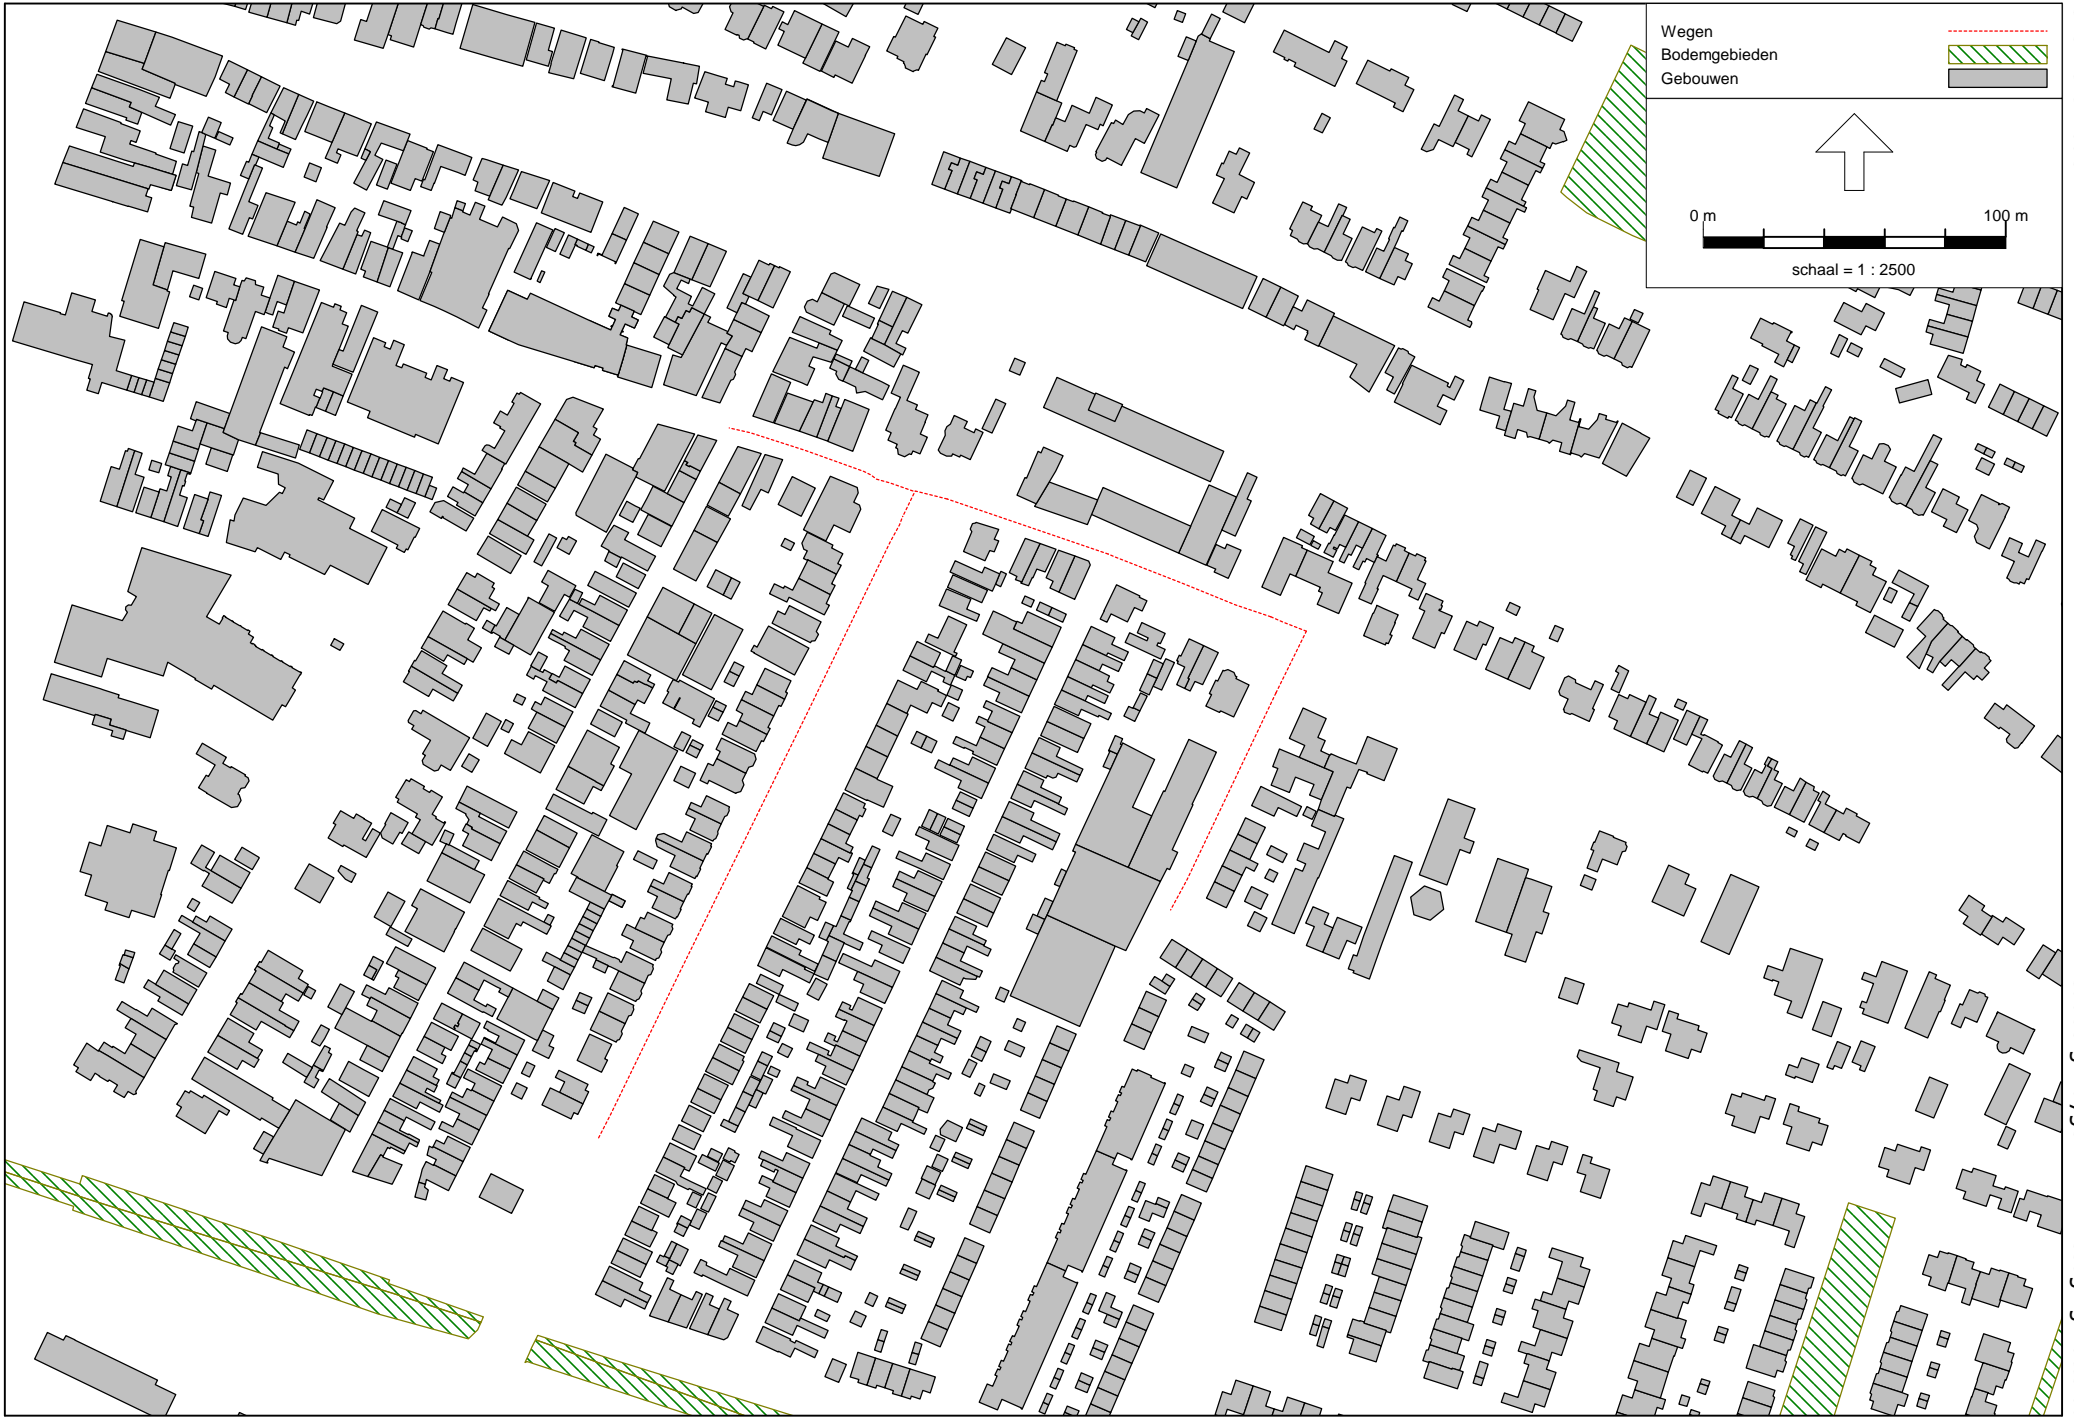 Wegen
Bodemgebieden
Gebouwen
0 m 100 m
schaal = 1 : 2500